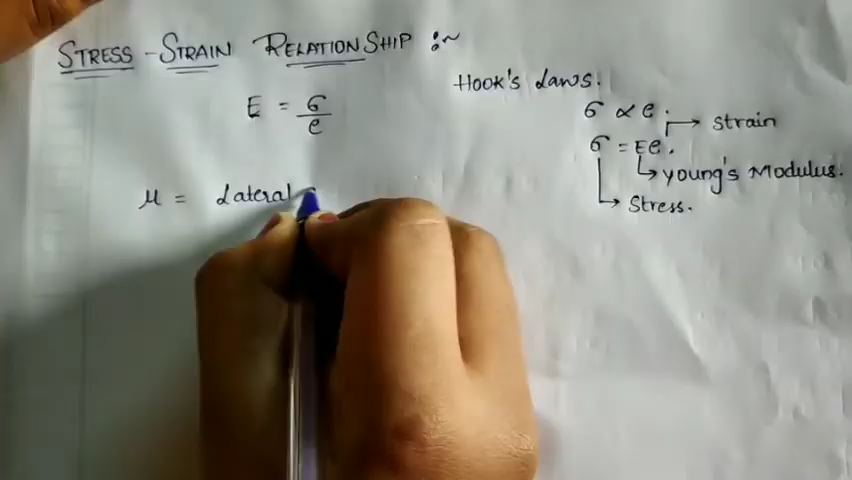 STRESS - STRAIN RELATIONSHIP :~
Hook's Laws.
E = σ/e
σ ∝ e.
→ strain
σ = Ee.
→ young's Modulus.
→ Stress.
μ = Lateral